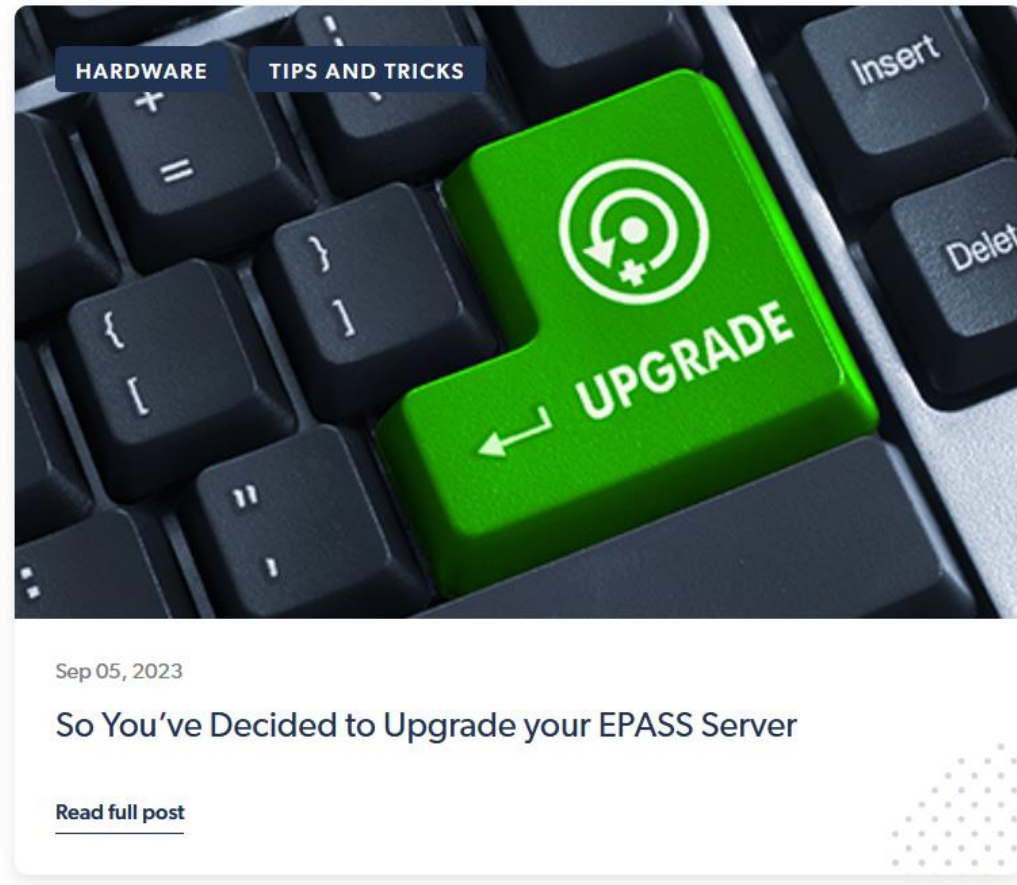 HARDWARE
TIPS AND TRICKS
+
=
Insert
}
]
Delet
{
[
UPGRADE
"
'
:
Sep 05, 2023
So You've Decided to Upgrade your EPASS Server
Read full post